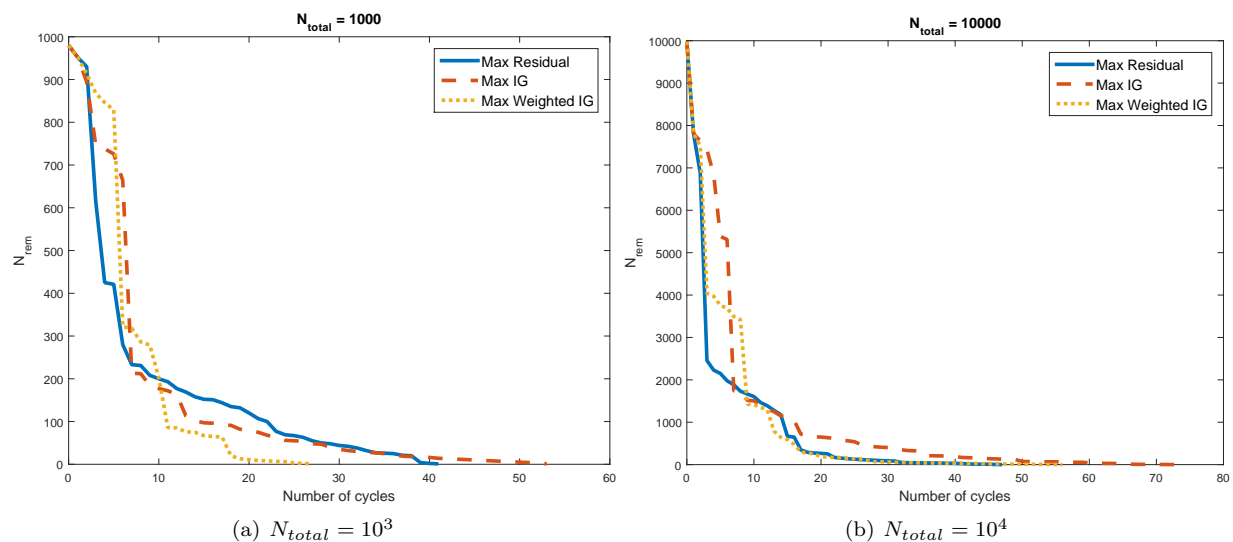 N_total = 1000
1000
900
800
700
600
500
400
300
200
100
0
N_rem
0 10 20 30 40 50 60
Number of cycles
Max Residual
Max IG
Max Weighted IG
(a) N_total = 10^3
N_total = 10000
10000
9000
8000
7000
6000
5000
4000
3000
2000
1000
0
N_rem
0 10 20 30 40 50 60 70 80
Number of cycles
Max Residual
Max IG
Max Weighted IG
(b) N_total = 10^4